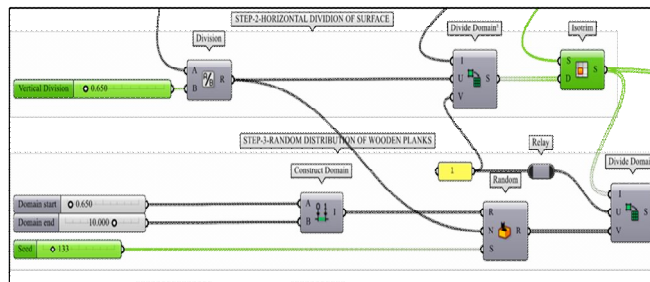 STEP-2-HORIZONTAL DIVIDION OF SURFACE
Divide Domain²
Isotrim
Division
A
B
R
A/B
I
U
V
S
S
D
S
Vertical Division
0.650
STEP-3-RANDOM DISTRIBUTION OF WOODEN PLANKS
Relay
1
Random
Divide Domai
Construct Domain
Domain start
0.650
Domain end
10.000
A
B
I
R
N
S
R
I
U
V
S
Seed
133